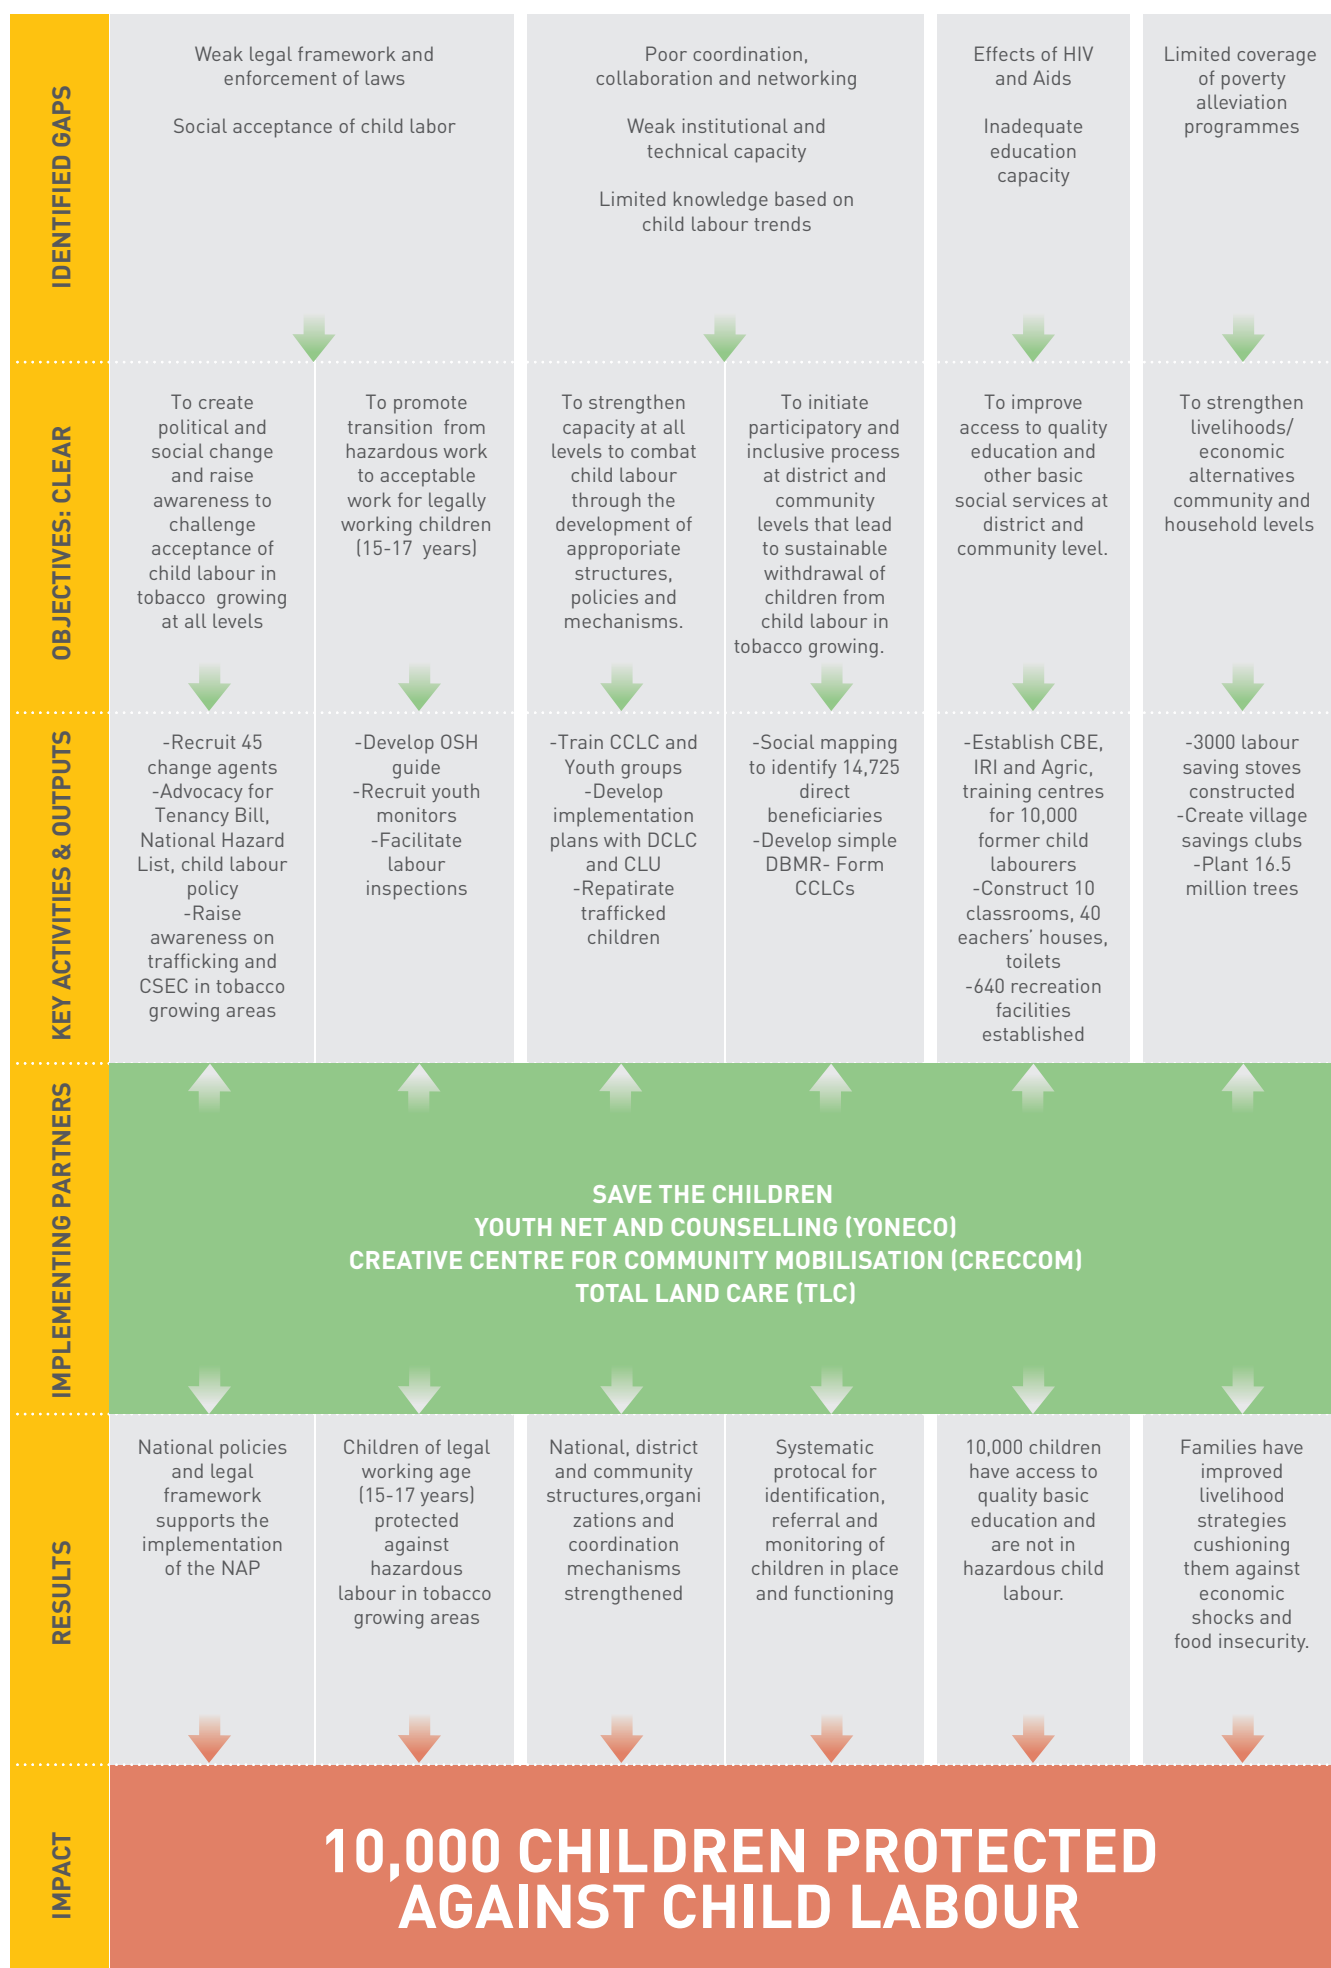 IDENTIFIED GAPS
Weak legal framework and
enforcement of laws
Social acceptance of child labor
Poor coordination,
collaboration and networking
Weak institutional and
technical capacity
Limited knowledge based on
child labour trends
Effects of HIV
and Aids
Inadequate
education
capacity
Limited coverage
of poverty
alleviation
programmes
OBJECTIVES: CLEAR
To create
political and
social change
and raise
awareness to
challenge
acceptance of
child labour in
tobacco growing
at all levels
To promote
transition from
hazardous work
to acceptable
work for legally
working children
(15-17 years)
To strengthen
capacity at all
levels to combat
child labour
through the
development of
approporiate
structures,
policies and
mechanisms.
To initiate
participatory and
inclusive process
at district and
community
levels that lead
to sustainable
withdrawal of
children from
child labour in
tobacco growing.
To improve
access to quality
education and
other basic
social services at
district and
community level.
To strengthen
livelihoods/
economic
alternatives
community and
household levels
KEY ACTIVITIES & OUTPUTS
-Recruit 45
change agents
-Advocacy for
Tenancy Bill,
National Hazard
List, child labour
policy
-Raise
awareness on
trafficking and
CSEC in tobacco
growing areas
-Develop OSH
guide
-Recruit youth
monitors
-Facilitate
labour
inspections
-Train CCLC and
Youth groups
-Develop
implementation
plans with DCLC
and CLU
-Repatirate
trafficked
children
-Social mapping
to identify 14,725
direct
beneficiaries
-Develop simple
DBMR- Form
CCLCs
-Establish CBE,
IRI and Agric,
training centres
for 10,000
former child
labourers
-Construct 10
classrooms, 40
eachers’ houses,
toilets
-640 recreation
facilities
established
-3000 labour
saving stoves
constructed
-Create village
savings clubs
-Plant 16.5
million trees
IMPLEMENTING PARTNERS
SAVE THE CHILDREN
YOUTH NET AND COUNSELLING (YONECO)
CREATIVE CENTRE FOR COMMUNITY MOBILISATION (CRECCOM)
TOTAL LAND CARE (TLC)
RESULTS
National policies
and legal
framework
supports the
implementation
of the NAP
Children of legal
working age
(15-17 years)
protected
against
hazardous
labour in tobacco
growing areas
National, district
and community
structures,organi
zations and
coordination
mechanisms
strengthened
Systematic
protocal for
identification,
referral and
monitoring of
children in place
and functioning
10,000 children
have access to
quality basic
education and
are not in
hazardous child
labour.
Families have
improved
livelihood
strategies
cushioning
them against
economic
shocks and
food insecurity.
IMPACT
10,000 CHILDREN PROTECTED
AGAINST CHILD LABOUR